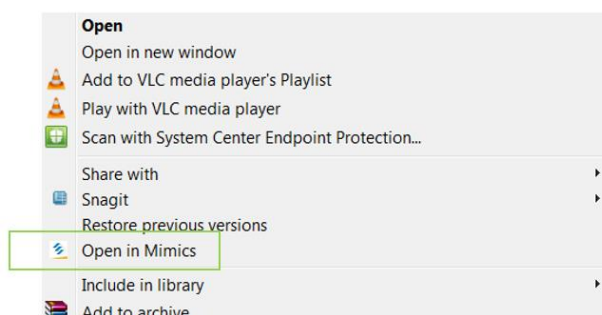 Open
Open in new window
Add to VLC media player's Playlist
Play with VLC media player
Scan with System Center Endpoint Protection...
Share with
Snagit
Restore previous versions
Open in Mimics
Include in library
Add to archive